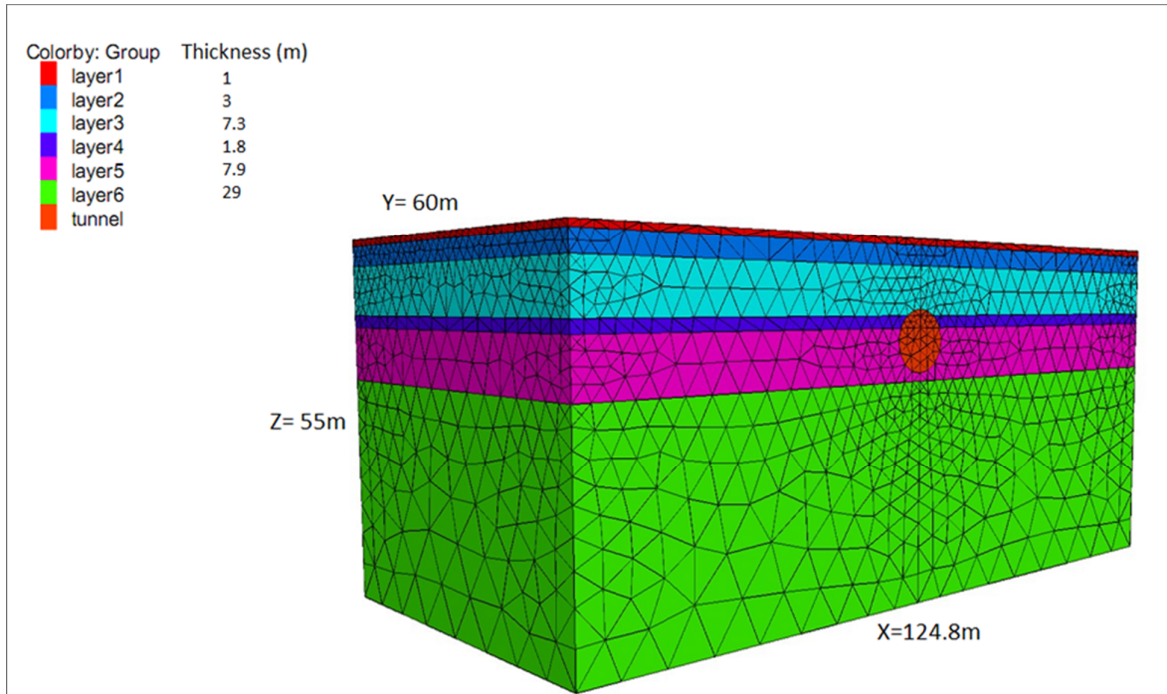 Colorby: Group Thickness (m)
layer1 1
layer2 3
layer3 7.3
layer4 1.8
layer5 7.9
layer6 29
tunnel
Y= 60m
Z= 55m
X=124.8m